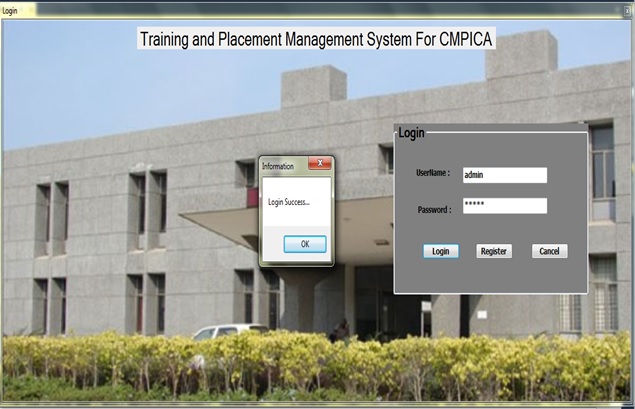 Login
Training and Placement Management System For CMPICA
Login
UserName :
admin
Password :
*****
Login
Register
Cancel
Information
Login Success...
OK